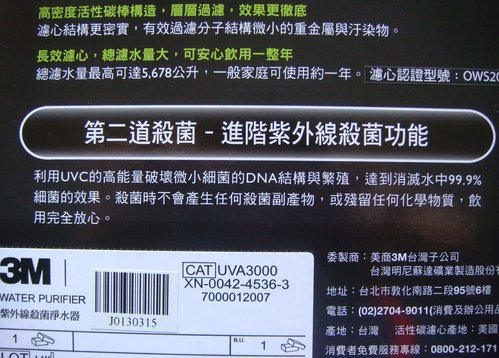 高密度活性碳棒構造，層層過濾，效果更徹底
濾心結構更密實，有效過濾分子結構微小的重金屬與汙染物。
長效濾心，總濾水量大，可安心飲用一整年
總濾水量最高可達5,678公升，一般家庭可使用約一年。
濾心認證型號：OWS20
第二道殺菌 - 進階紫外線殺菌功能
利用UVC的高能量破壞微小細菌的DNA結構與繁殖，達到消滅水中99.9%
細菌的效果。殺菌時不會產生任何殺菌副產物，或殘留任何化學物質，飲
用完全放心。
3M
WATER PURIFIER
紫外線殺菌淨水器
J0130315
CAT UVA3000
XN-0042-4536-3
7000012007
1
B.U.
1
LOT
委製商：美商3M台灣子公司
台灣明尼蘇達礦業製造股份
地址：台北市敦化南路二段95號6樓
電話：(02)2704-9011(消費及辦公用品
產地：台灣 活性碳濾心產地：美國
消費者免費服務專線：0800-212-171